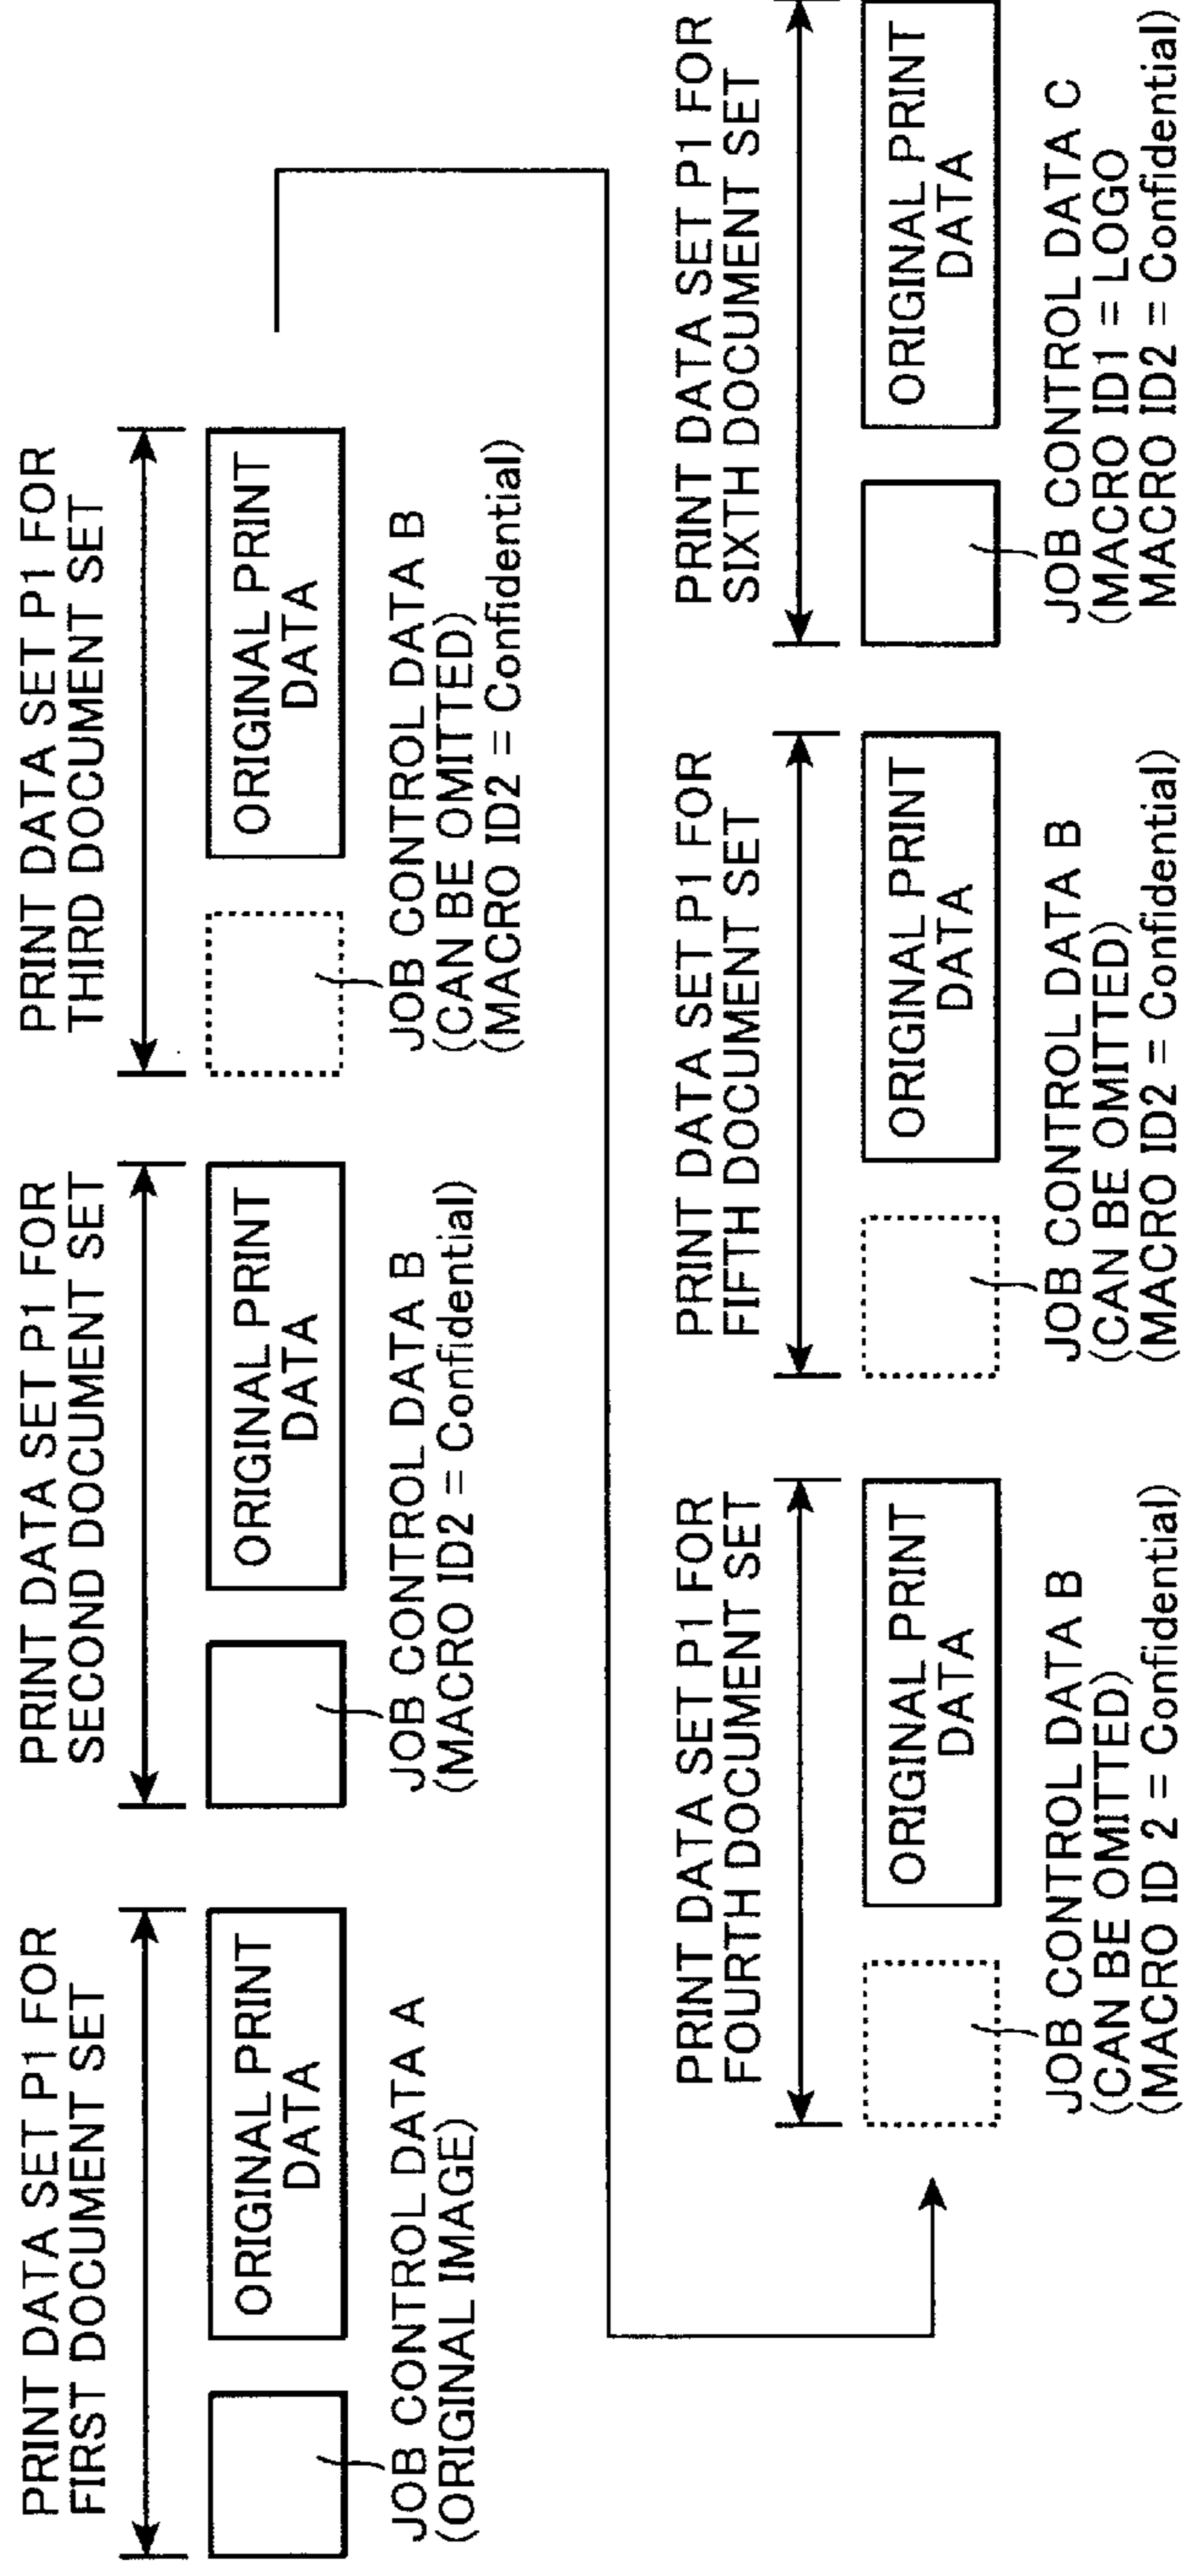 PRINT DATA SET P1 FOR
FIRST DOCUMENT SET
ORIGINAL PRINT
DATA
JOB CONTROL DATA A
(ORIGINAL IMAGE)
PRINT DATA SET P1 FOR
SECOND DOCUMENT SET
ORIGINAL PRINT
DATA
JOB CONTROL DATA B
(MACRO ID2 = Confidential)
PRINT DATA SET P1 FOR
THIRD DOCUMENT SET
ORIGINAL PRINT
DATA
JOB CONTROL DATA B
(CAN BE OMITTED)
(MACRO ID2 = Confidential)
PRINT DATA SET P1 FOR
FOURTH DOCUMENT SET
ORIGINAL PRINT
DATA
JOB CONTROL DATA B
(CAN BE OMITTED)
(MACRO ID 2 = Confidential)
PRINT DATA SET P1 FOR
FIFTH DOCUMENT SET
ORIGINAL PRINT
DATA
JOB CONTROL DATA B
(CAN BE OMITTED)
(MACRO ID2 = Confidential)
PRINT DATA SET P1 FOR
SIXTH DOCUMENT SET
ORIGINAL PRINT
DATA
JOB CONTROL DATA C
(MACRO ID1 = LOGO
MACRO ID2 = Confidential)